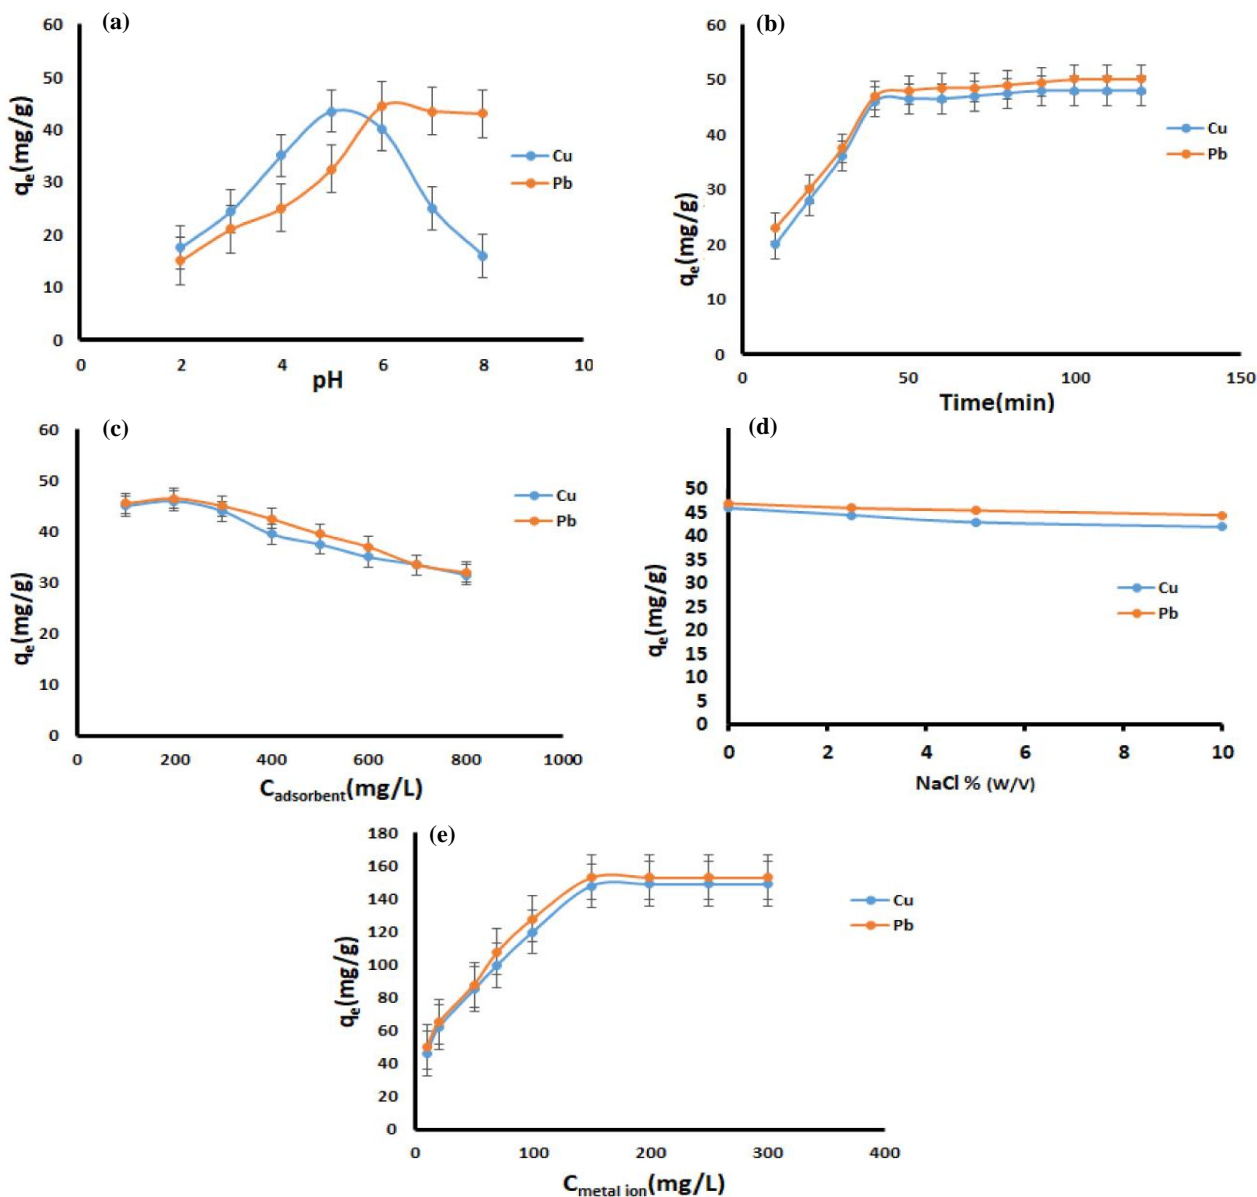 (a)
60
50
40
30
20
10
0
qe(mg/g)
0 2 4 6 8 10
pH
Cu
Pb
(b)
60
50
40
30
20
10
0
qe(mg/g)
0 50 100 150
Time(min)
Cu
Pb
(c)
60
50
40
30
20
10
0
qe(mg/g)
0 200 400 600 800 1000
Cadsorbent(mg/L)
Cu
Pb
(d)
50
45
40
35
30
25
20
15
10
5
0
qe(mg/g)
0 2 4 6 8 10
NaCl % (W/V)
Cu
Pb
(e)
180
160
140
120
100
80
60
40
20
0
qe(mg/g)
0 100 200 300 400
Cmetal ion(mg/L)
Cu
Pb